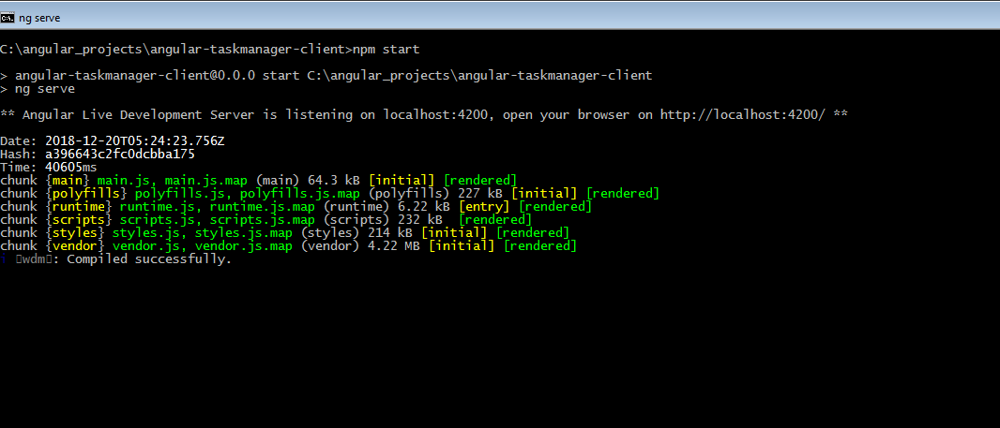 ng serve
C:\angular_projects\angular-taskmanager-client>npm start
> angular-taskmanager-client@0.0.0 start C:\angular_projects\angular-taskmanager-client
> ng serve
** Angular Live Development Server is listening on localhost:4200, open your browser on http://localhost:4200/ **
Date: 2018-12-20T05:24:23.756Z
Hash: a396643c2fc0dcbba175
Time: 40605ms
chunk {main} main.js, main.js.map (main) 64.3 kB [initial] [rendered]
chunk {polyfills} polyfills.js, polyfills.js.map (polyfills) 227 kB [initial] [rendered]
chunk {runtime} runtime.js, runtime.js.map (runtime) 6.22 kB [entry] [rendered]
chunk {scripts} scripts.js, scripts.js.map (scripts) 232 kB  [rendered]
chunk {styles} styles.js, styles.js.map (styles) 214 kB [initial] [rendered]
chunk {vendor} vendor.js, vendor.js.map (vendor) 4.22 MB [initial] [rendered]
i 「wdm」: Compiled successfully.